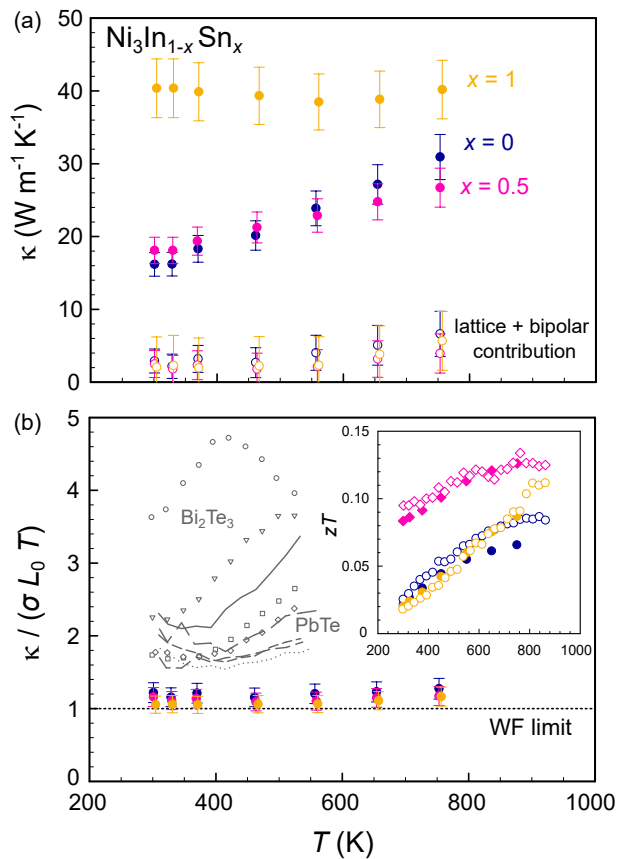 (a)
50
40
30
20
10
0
κ (W m⁻¹ K⁻¹)
Ni₃In₁₋ₓSnₓ
x = 1
x = 0
x = 0.5
lattice + bipolar
contribution
(b)
5
4
3
2
1
0
κ / (σ L₀ T)
Bi₂Te₃
PbTe
WF limit
0.15
0.10
0.05
0
zT
200 400 600 800 1000
200 400 600 800 1000
T (K)